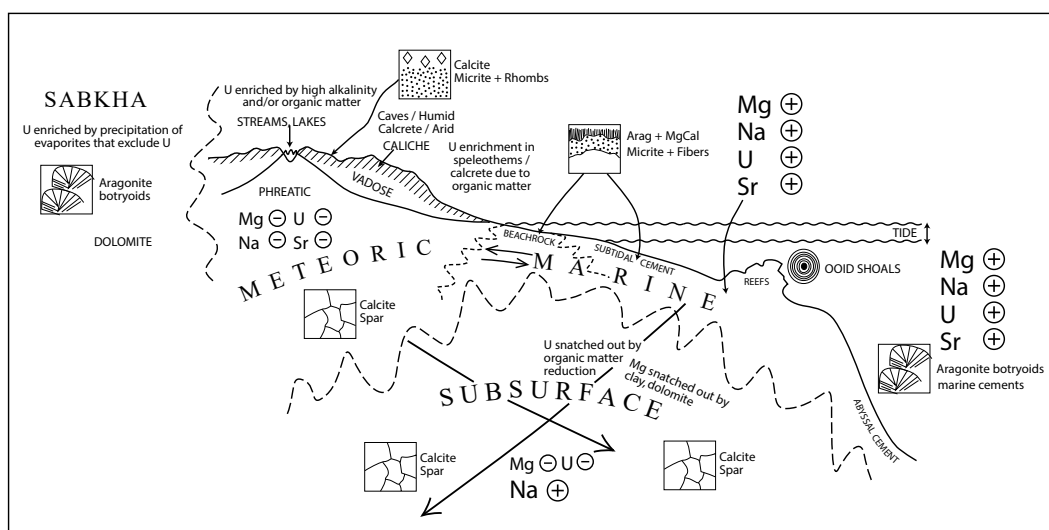 SABKHA
U enriched by precipitation of
evaporites that exclude U
Aragonite
botryoids
DOLOMITE
U enriched by high alkalinity
and/or organic matter
STREAMS, LAKES
Calcite
Micrite + Rhombs
Caves / Humid
Calcrete / Arid
CALICHE
VADOSE
PHREATIC
Mg ⊖ U ⊖
Na ⊖ Sr ⊖
METEORIC
Calcite
Spar
U enrichment in
speleothems /
calcrete due to
organic matter
Arag + MgCal
Micrite + Fibers
Mg ⊕
Na ⊕
U ⊕
Sr ⊕
TIDE
BEACHROCK
SUBTIDAL CEMENT
MARINE
REEFS
OOID SHOALS
Mg ⊕
Na ⊕
U ⊕
Sr ⊕
Aragonite botryoids
marine cements
ABYSSAL CEMENT
U snatched out by
organic matter
reduction
Mg snatched out by
clay, dolomite
SUBSURFACE
Calcite
Spar
Mg ⊖ U ⊖
Na ⊕
Calcite
Spar